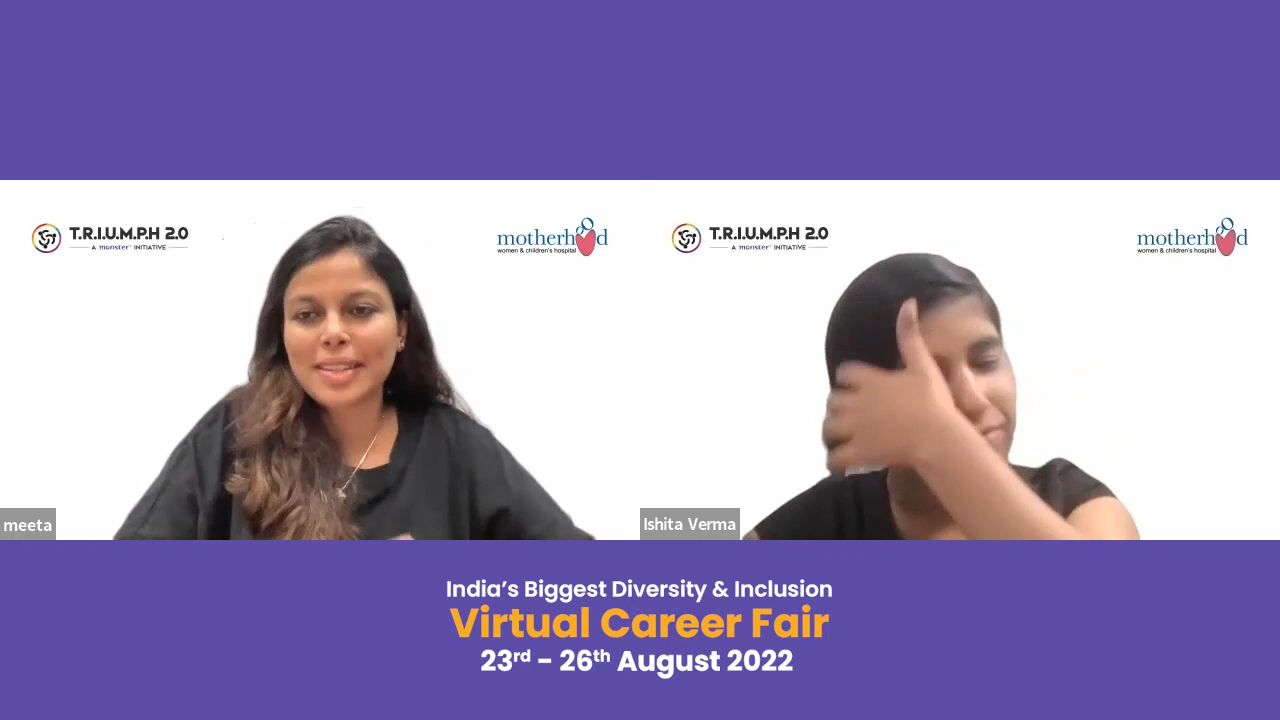 T.R.I.U.M.P.H 2.0
A monster INITIATIVE
motherhood
women & children's hospital
T.R.I.U.M.P.H 2.0
A monster INITIATIVE
motherhood
women & children's hospital
meeta
Ishita Verma
India's Biggest Diversity & Inclusion
Virtual Career Fair
23rd - 26th August 2022